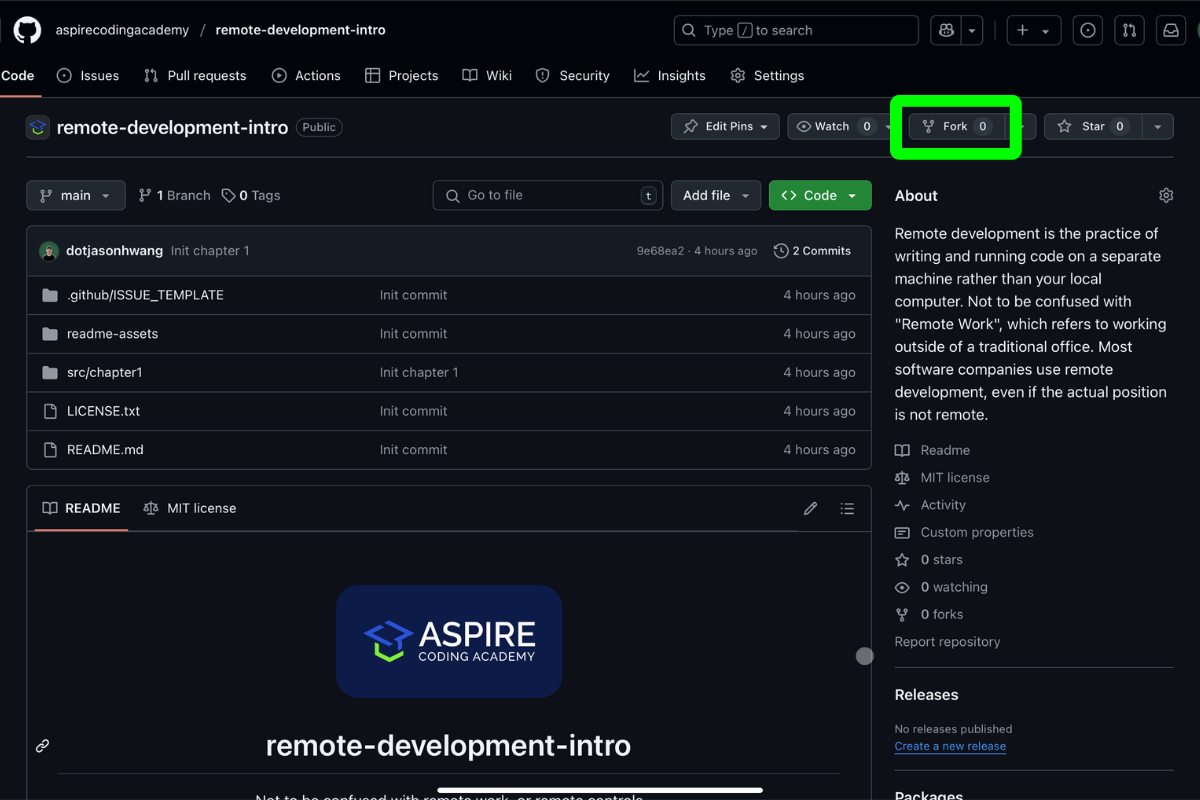 aspirecodingacademy / remote-development-intro
Type / to search
Code Issues Pull requests Actions Projects Wiki Security Insights Settings
remote-development-intro Public
Edit Pins Watch 0 Fork 0 Star 0
main 1 Branch 0 Tags Go to file t Add file <> Code
dotjasonhwang Init chapter 1 9e68ea2 · 4 hours ago 2 Commits
.github/ISSUE_TEMPLATE Init commit 4 hours ago
readme-assets Init commit 4 hours ago
src/chapter1 Init chapter 1 4 hours ago
LICENSE.txt Init commit 4 hours ago
README.md Init commit 4 hours ago
README MIT license
ASPIRE
CODING ACADEMY
remote-development-intro
Not to be confused with remote work, or remote controls
About
Remote development is the practice of
writing and running code on a separate
machine rather than your local
computer. Not to be confused with
"Remote Work", which refers to working
outside of a traditional office. Most
software companies use remote
development, even if the actual position
is not remote.
Readme
MIT license
Activity
Custom properties
0 stars
0 watching
0 forks
Report repository
Releases
No releases published
Create a new release
Packages